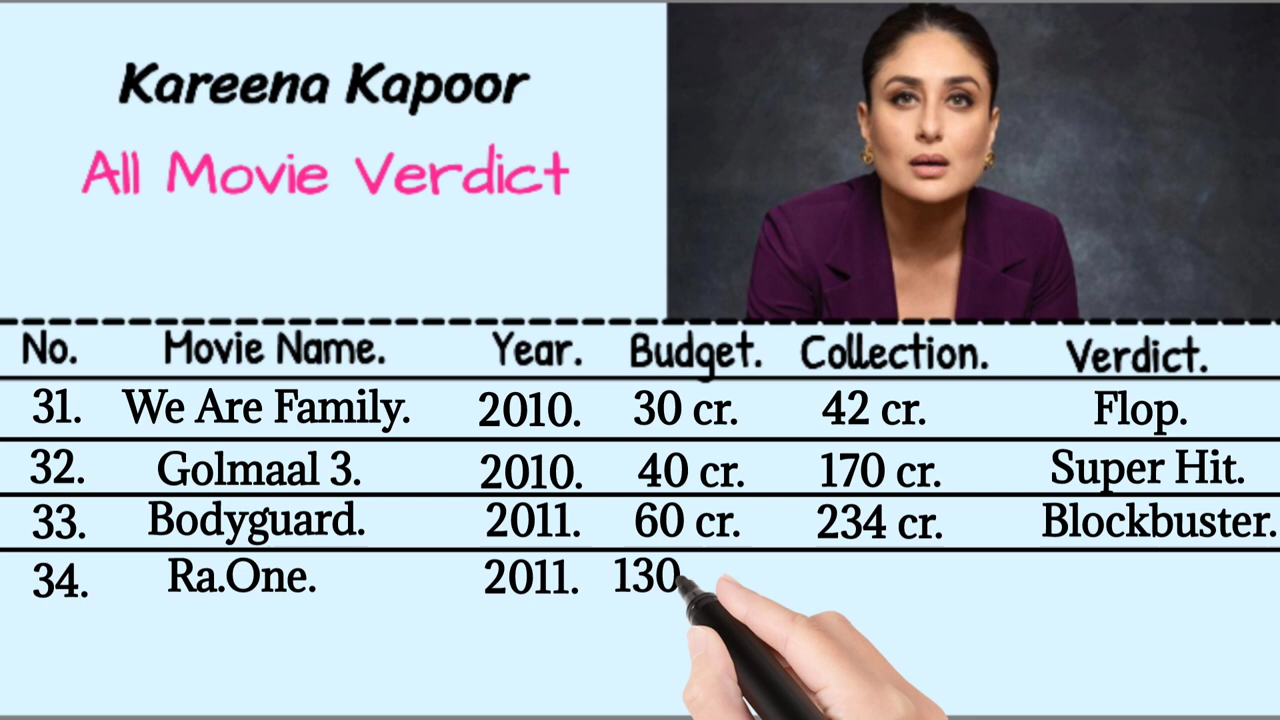 Kareena Kapoor
All Movie Verdict
No. Movie Name. Year. Budget. Collection. Verdict.
31. We Are Family. 2010. 30 cr. 42 cr. Flop.
32. Golmaal 3. 2010. 40 cr. 170 cr. Super Hit.
33. Bodyguard. 2011. 60 cr. 234 cr. Blockbuster.
34. Ra.One. 2011. 130